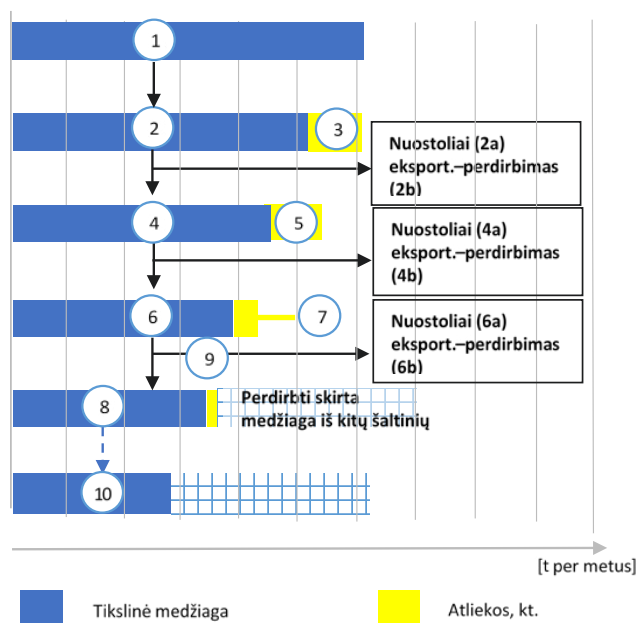 1
2
3
Nuostoliai (2a)
eksport.–perdirbimas
(2b)
4
5
Nuostoliai (4a)
eksport.–perdirbimas
(4b)
6
7
Nuostoliai (6a)
eksport.–perdirbimas
(6b)
9
8
Perdirbti skirta
medžiaga iš kitų šaltinių
10
[t per metus]
Tikslinė medžiaga
Atliekos, kt.